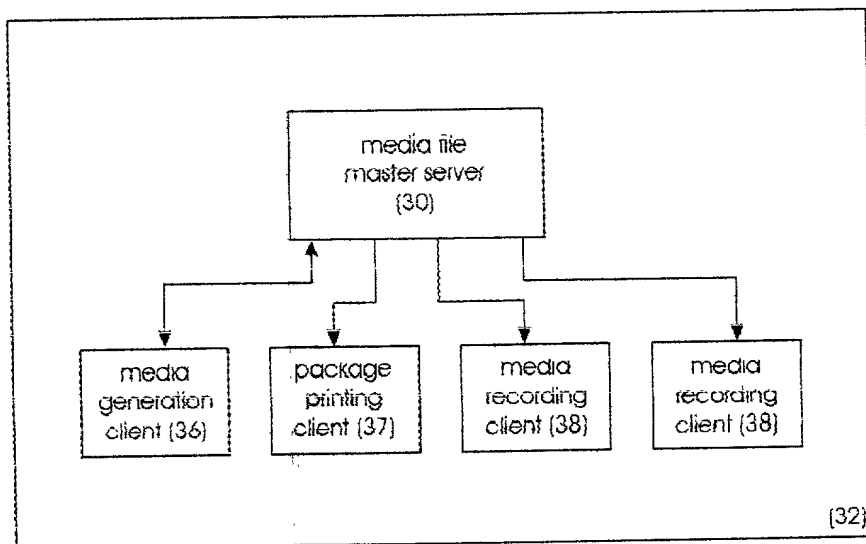 media file
master server
(30)
media
generation
client (36)
package
printing
client (37)
media
recording
client (38)
media
recording
client (38)
(32)